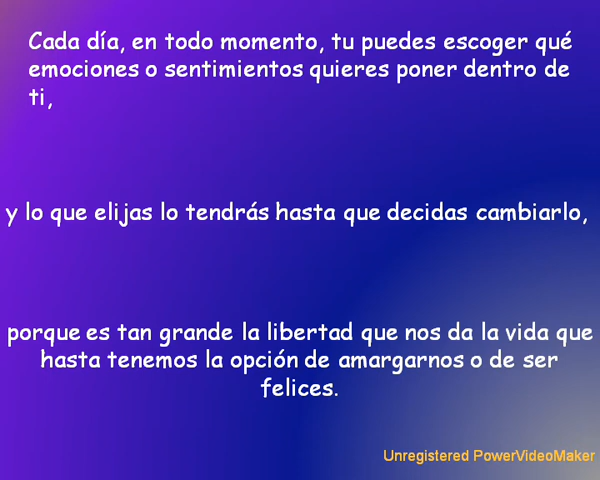 Cada día, en todo momento, tu puedes escoger qué
emociones o sentimientos quieres poner dentro de
ti,
y lo que elijas lo tendrás hasta que decidas cambiarlo,
porque es tan grande la libertad que nos da la vida que
hasta tenemos la opción de amargarnos o de ser
felices.
Unregistered PowerVideoMaker